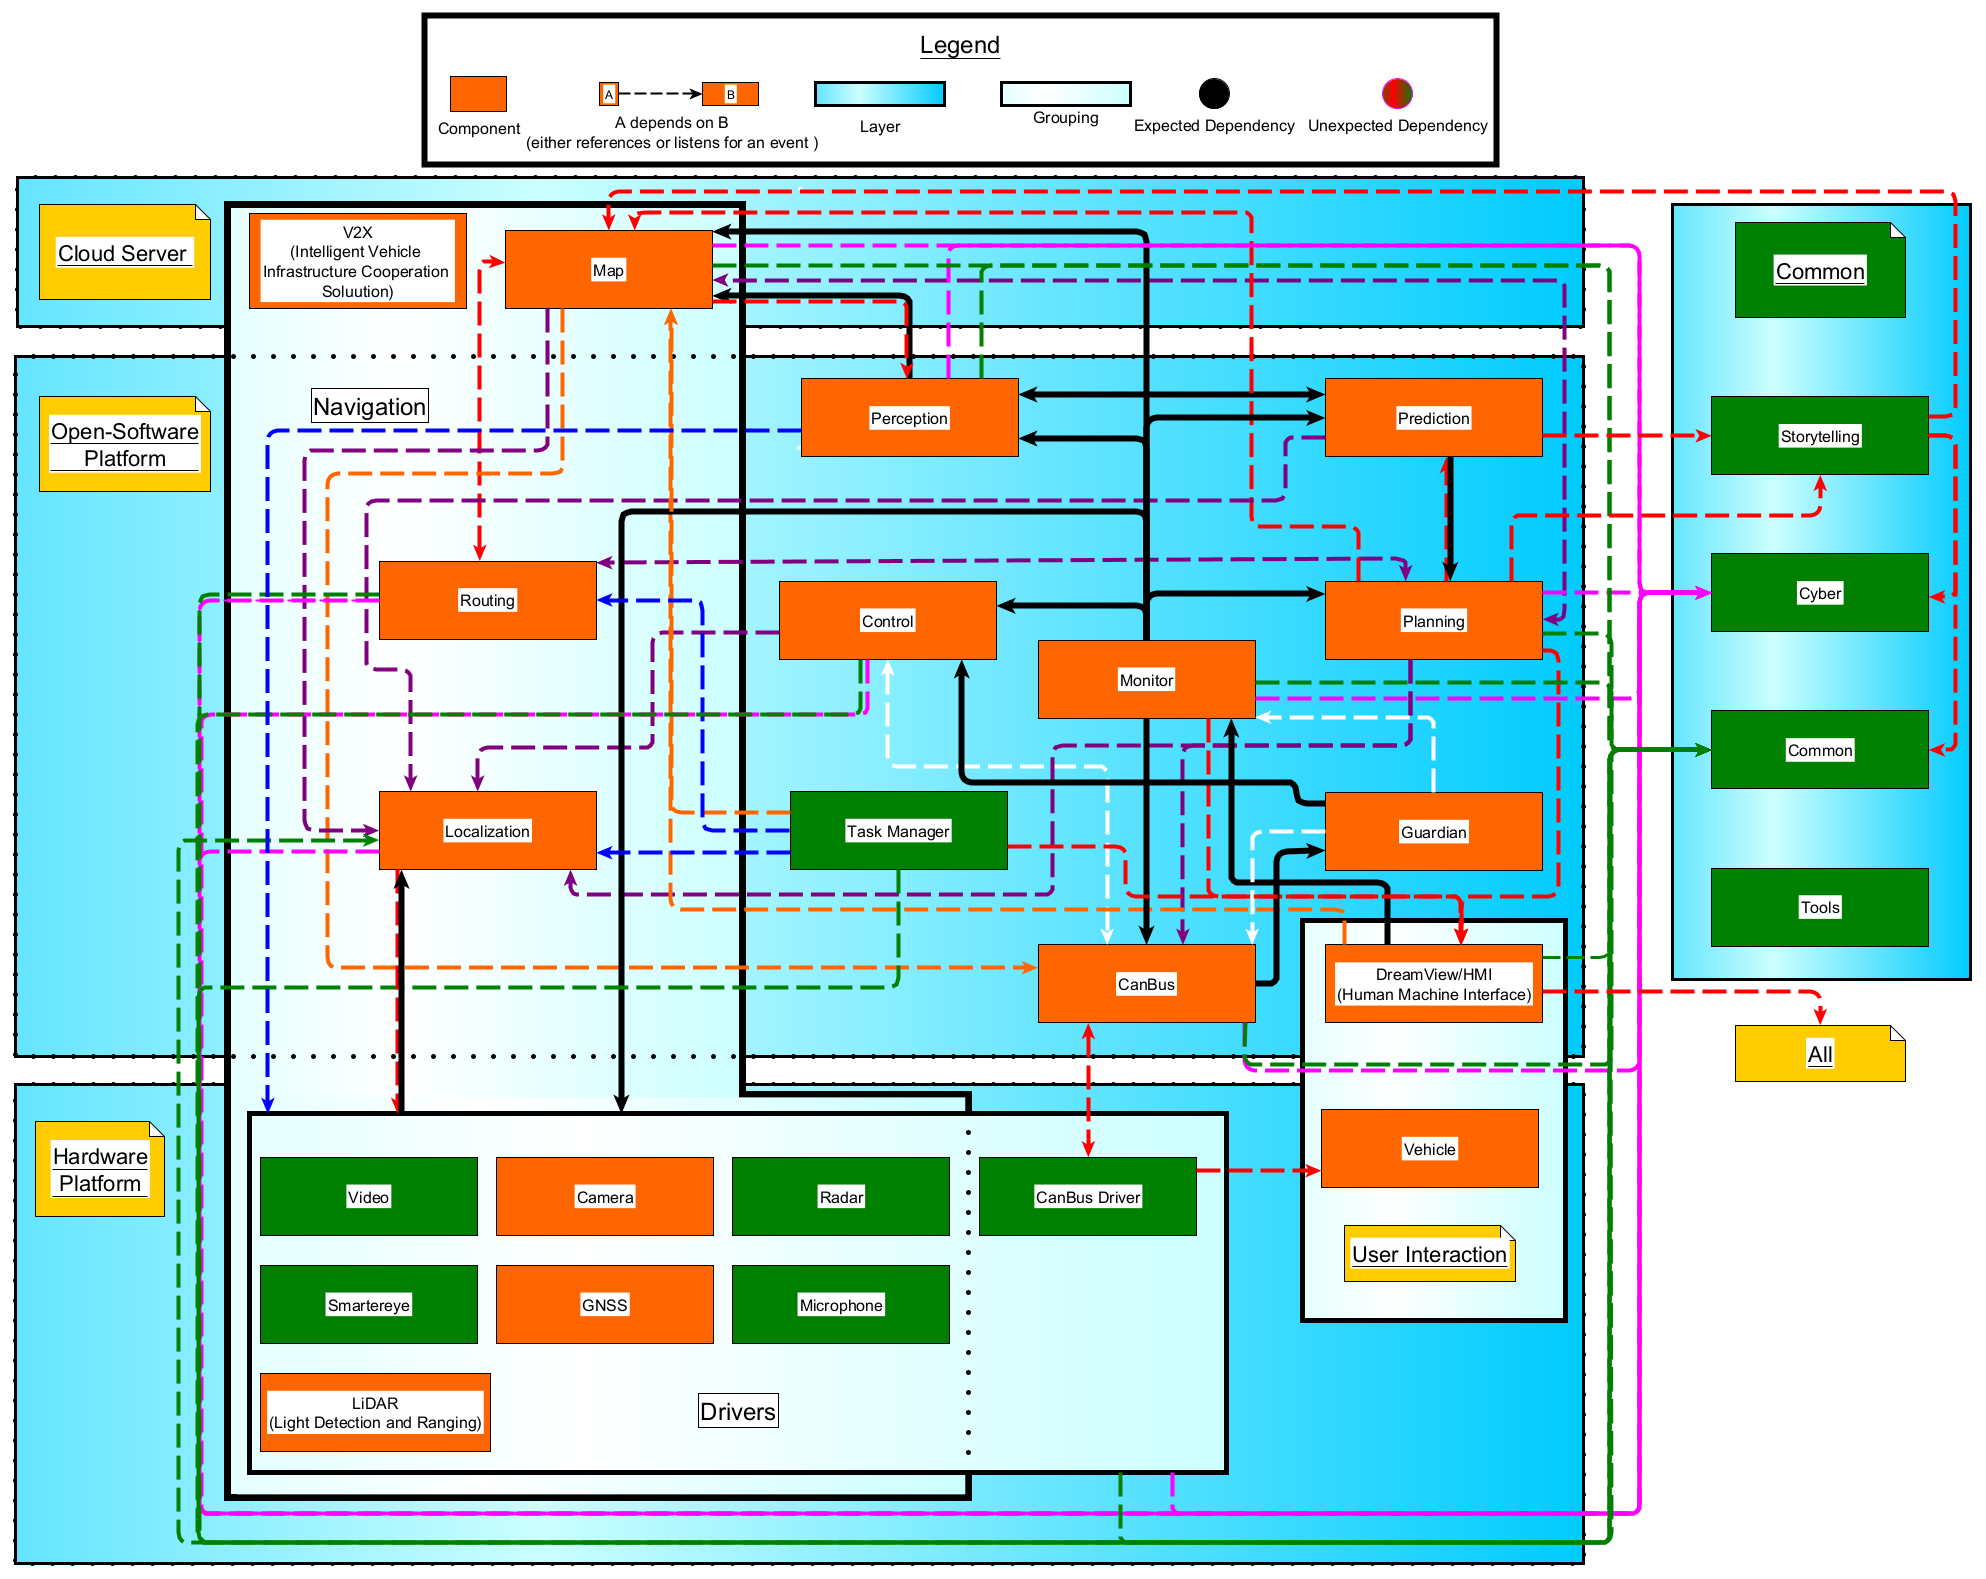 Legend
A
B
Component
A depends on B
(either references or listens for an event )
Layer
Grouping
Expected Dependency
Unexpected Dependency
Cloud Server
V2X
(Intelligent Vehicle
Infrastructure Cooperation
Soluution)
Map
Common
Navigation
Open-Software
Platform
Perception
Prediction
Storytelling
Routing
Control
Planning
Cyber
Monitor
Common
Localization
Task Manager
Guardian
Tools
CanBus
DreamView/HMI
(Human Machine Interface)
All
Hardware
Platform
Video
Camera
Radar
CanBus Driver
Vehicle
User Interaction
Smartereye
GNSS
Microphone
LiDAR
(Light Detection and Ranging)
Drivers